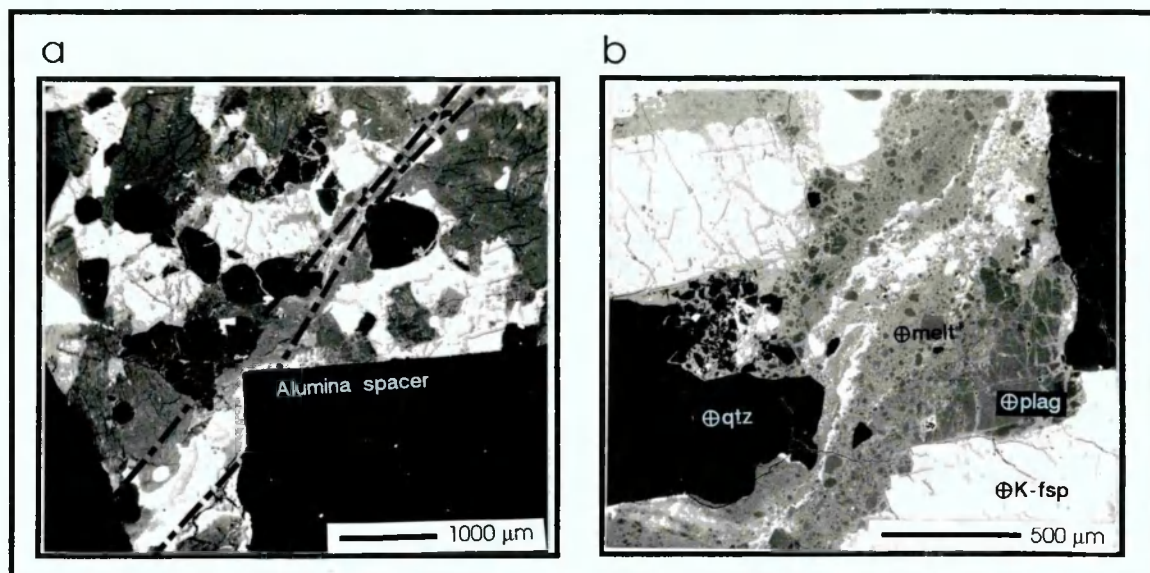 a
b
Alumina spacer
1000 μm
⊕melt
⊕qtz
⊕plag
⊕K-fsp
500 μm